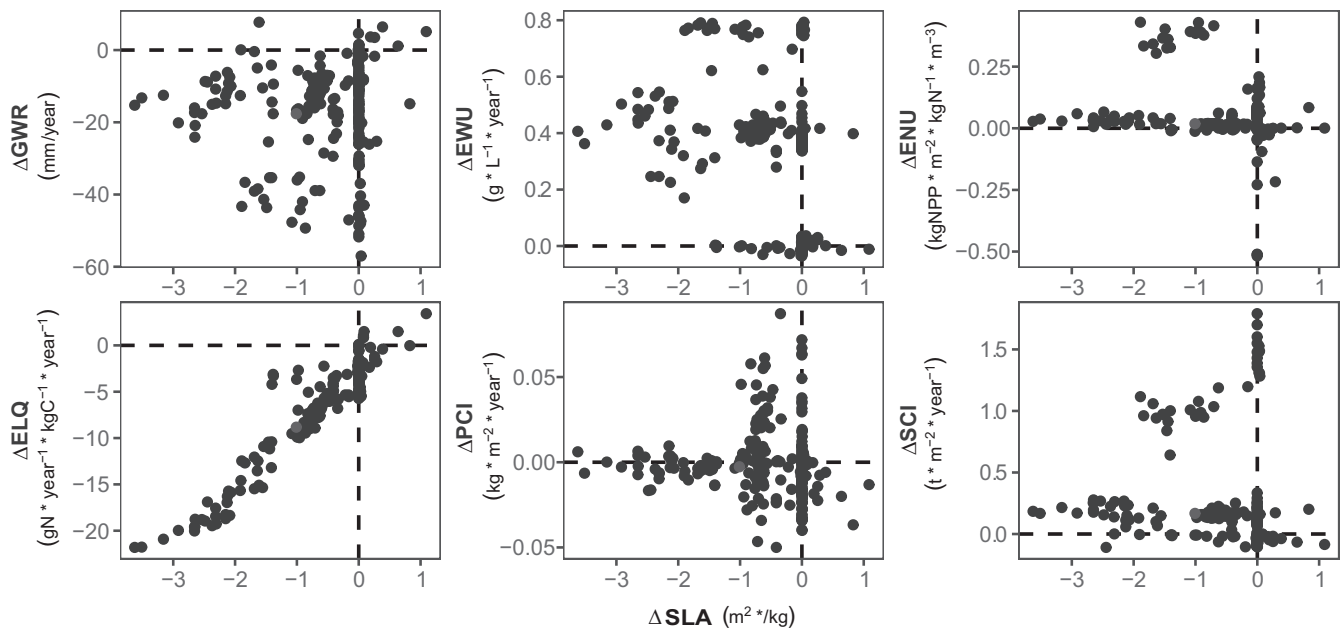 ΔGWR
(mm/year)
0
−20
−40
−60
−3 −2 −1 0 1
ΔEWU
(g * L⁻¹ * year⁻¹)
0.8
0.6
0.4
0.2
0.0
−3 −2 −1 0 1
ΔENU
(kgNPP * m⁻² * kgN⁻¹ * m⁻³)
0.25
0.00
−0.25
−0.50
−3 −2 −1 0 1
ΔELQ
(gN * year⁻¹ * kgC⁻¹ * year⁻¹)
0
−5
−10
−15
−20
−3 −2 −1 0 1
ΔPCI
(kg * m⁻² * year⁻¹)
0.05
0.00
−0.05
−3 −2 −1 0 1
ΔSCI
(t * m⁻² * year⁻¹)
1.5
1.0
0.5
0.0
−3 −2 −1 0 1
Δ SLA (m² */kg)